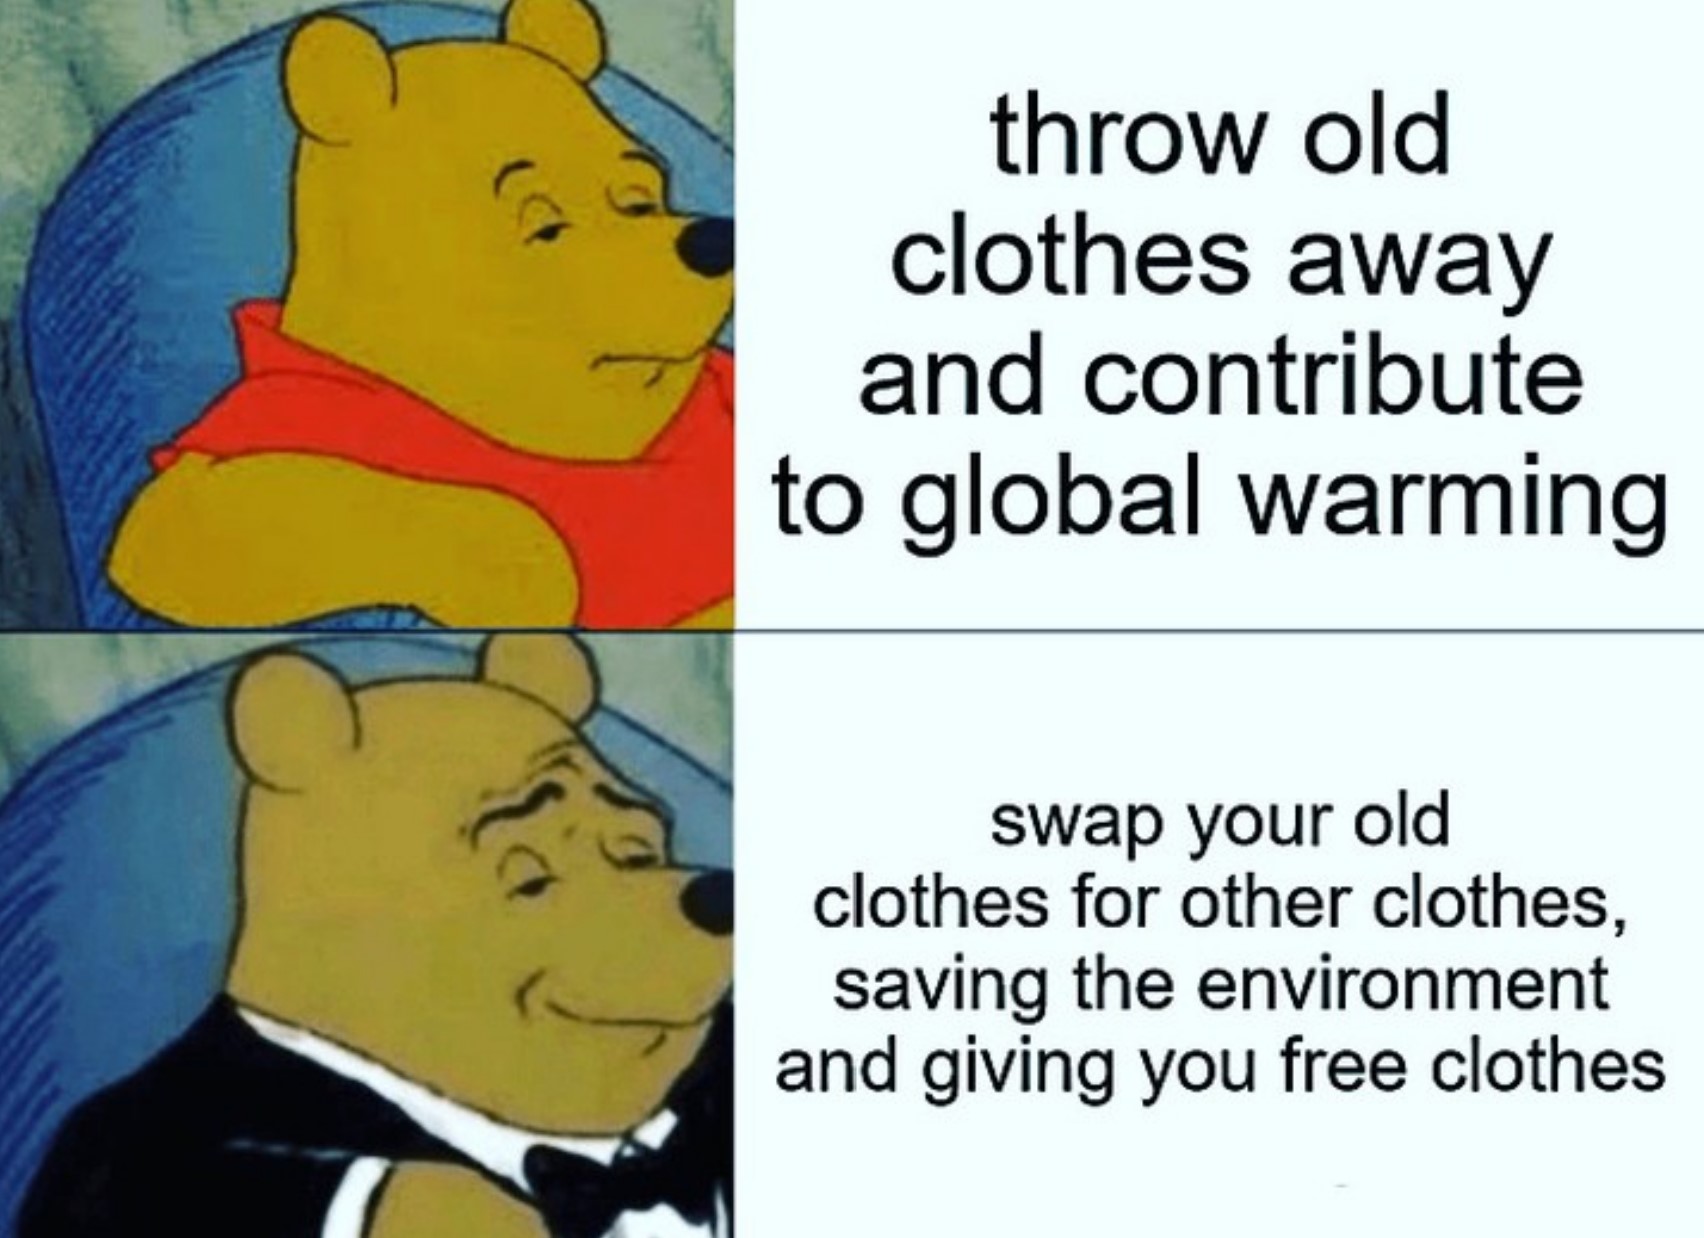 throw old
clothes away
and contribute
to global warming
swap your old
clothes for other clothes,
saving the environment
and giving you free clothes